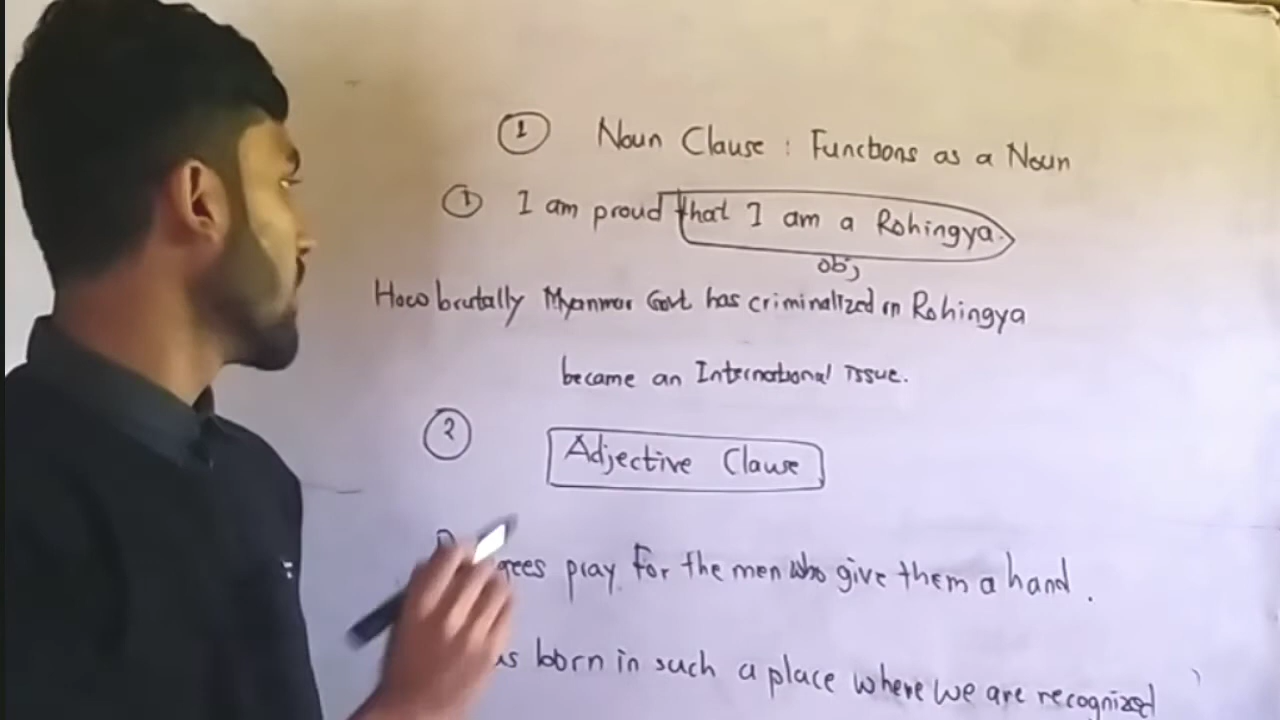 1 Noun Clause : Functions as a Noun
1 I am proud that I am a Rohingya.
obj
How brutally Myanmar Govt has criminalized on Rohingya
became an International Issue.
2 Adjective Clause
pray for the men who give them a hand.
born in such a place where we are recognized